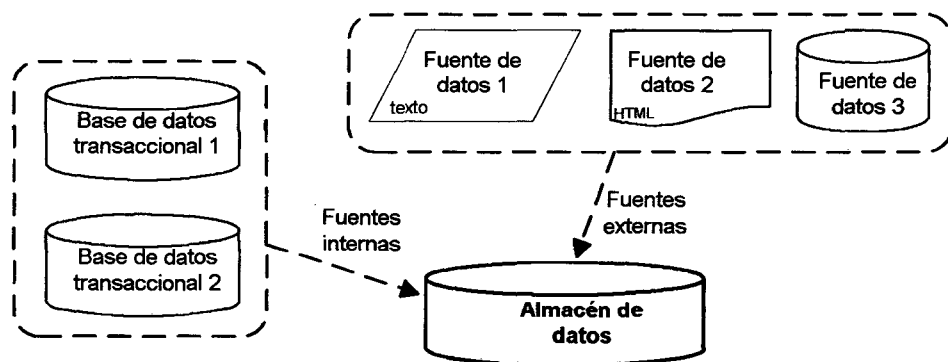 Base de datos
transaccional 1
Base de datos
transaccional 2
Fuente de
datos 1
texto
Fuente de
datos 2
HTML
Fuente de
datos 3
Fuentes
internas
Fuentes
externas
Almacén de
datos